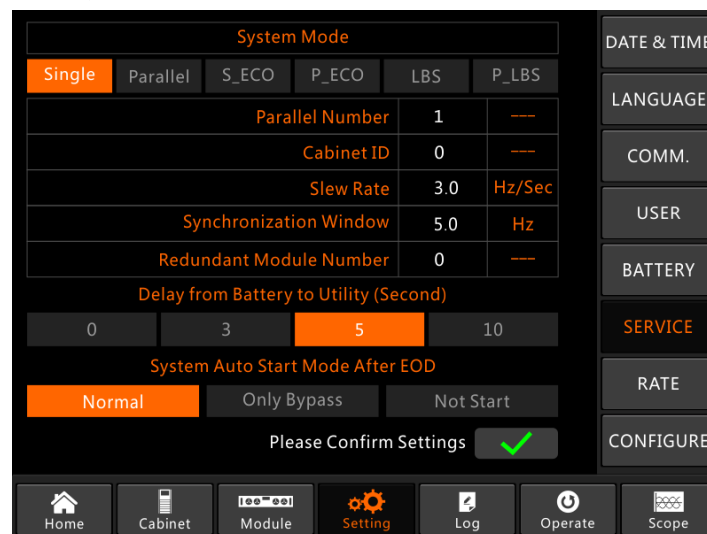 System Mode
Single Parallel S_ECO P_ECO LBS P_LBS
Parallel Number 1 ---
Cabinet ID 0 ---
Slew Rate 3.0 Hz/Sec
Synchronization Window 5.0 Hz
Redundant Module Number 0 ---
Delay from Battery to Utility (Second)
0 3 5 10
System Auto Start Mode After EOD
Normal Only Bypass Not Start
Please Confirm Settings
DATE & TIME
LANGUAGE
COMM.
USER
BATTERY
SERVICE
RATE
CONFIGURE
Home Cabinet Module Setting Log Operate Scope